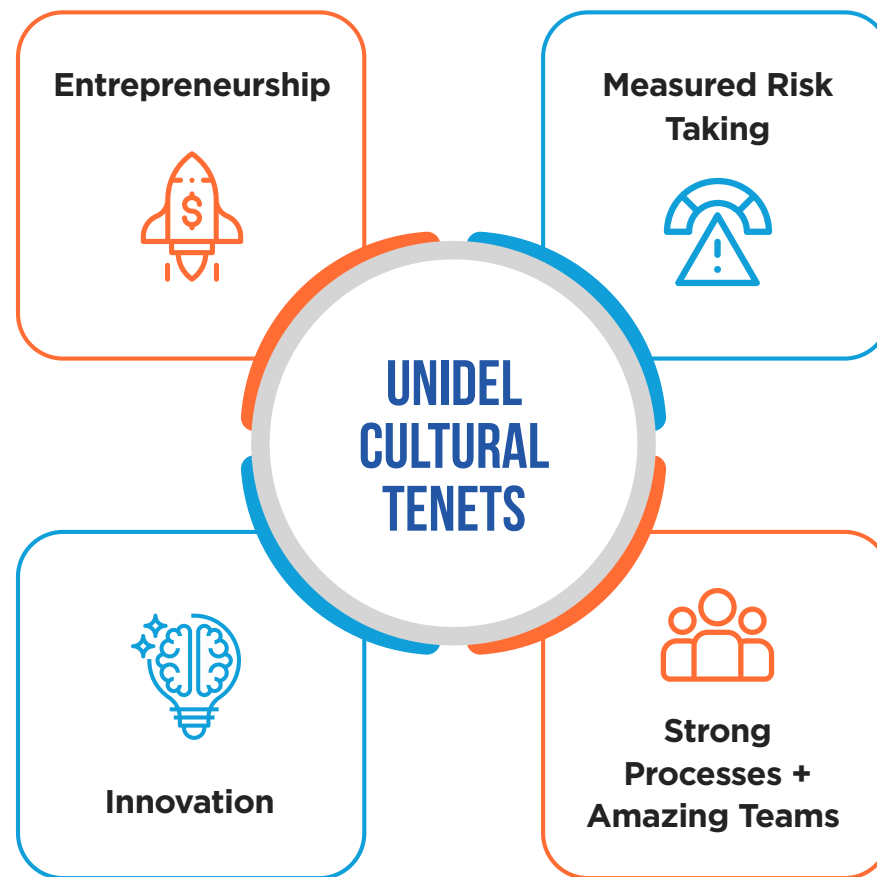 Entrepreneurship
$
Measured Risk
Taking
!
UNIDEL
CULTURAL
TENETS
Innovation
Strong
Processes +
Amazing Teams